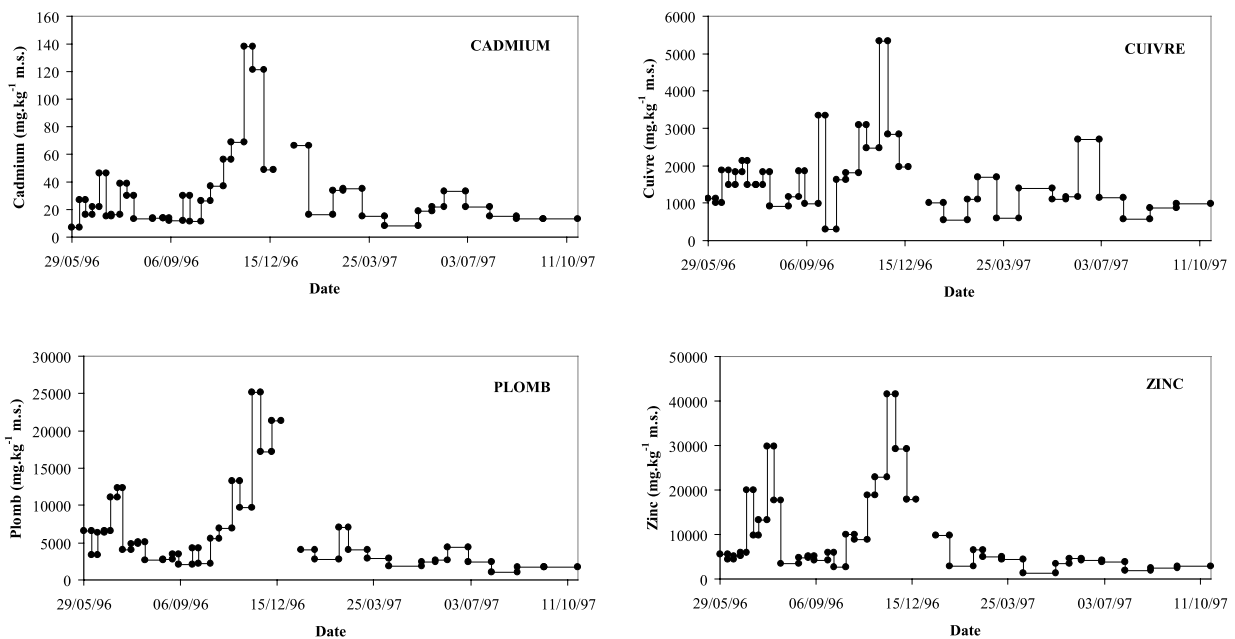 CADMIUM
Cadmium (mg.kg-1 m.s.)
160
140
120
100
80
60
40
20
0
29/05/96 06/09/96 15/12/96 25/03/97 03/07/97 11/10/97
Date
CUIVRE
Cuivre (mg.kg-1 m.s.)
6000
5000
4000
3000
2000
1000
0
29/05/96 06/09/96 15/12/96 25/03/97 03/07/97 11/10/97
Date
PLOMB
Plomb (mg.kg-1 m.s.)
30000
25000
20000
15000
10000
5000
0
29/05/96 06/09/96 15/12/96 25/03/97 03/07/97 11/10/97
Date
ZINC
Zinc (mg.kg-1 m.s.)
50000
40000
30000
20000
10000
0
29/05/96 06/09/96 15/12/96 25/03/97 03/07/97 11/10/97
Date